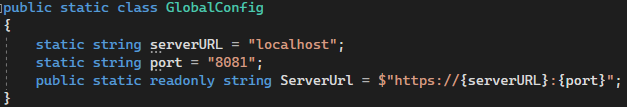 public static class GlobalConfig
{
static string serverURL = "localhost";
static string port = "8081";
public static readonly string ServerUrl = $"https://{serverURL}:{port}";
}